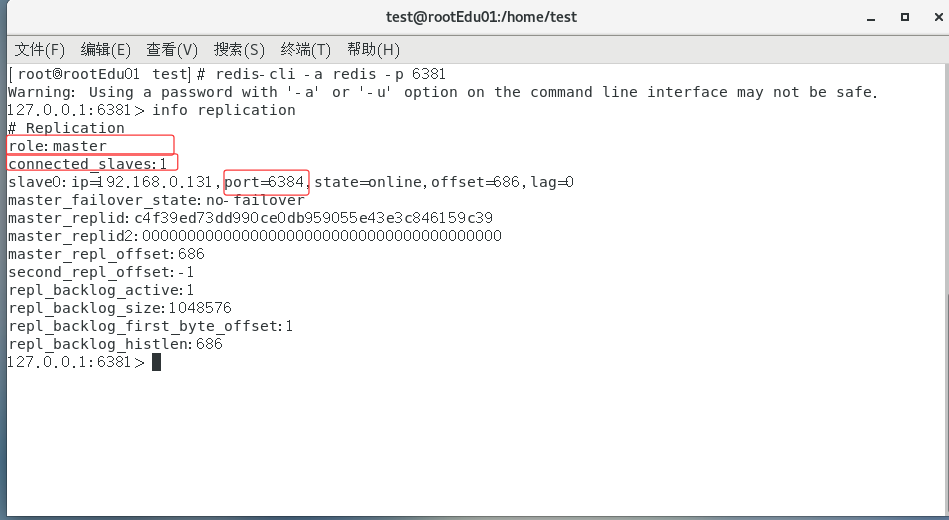 test@rootEdu01:/home/test
文件(F) 编辑(E) 查看(V) 搜索(S) 终端(T) 帮助(H)
[root@rootEdu01 test]# redis-cli -a redis -p 6381
Warning: Using a password with '-a' or '-u' option on the command line interface may not be safe.
127.0.0.1:6381> info replication
# Replication
role:master
connected_slaves:1
slave0:ip=192.168.0.131,port=6384,state=online,offset=686,lag=0
master_failover_state:no-failover
master_replid:c4f39ed73dd990ce0db959055e43e3c846159c39
master_replid2:0000000000000000000000000000000000000000
master_repl_offset:686
second_repl_offset:-1
repl_backlog_active:1
repl_backlog_size:1048576
repl_backlog_first_byte_offset:1
repl_backlog_histlen:686
127.0.0.1:6381>